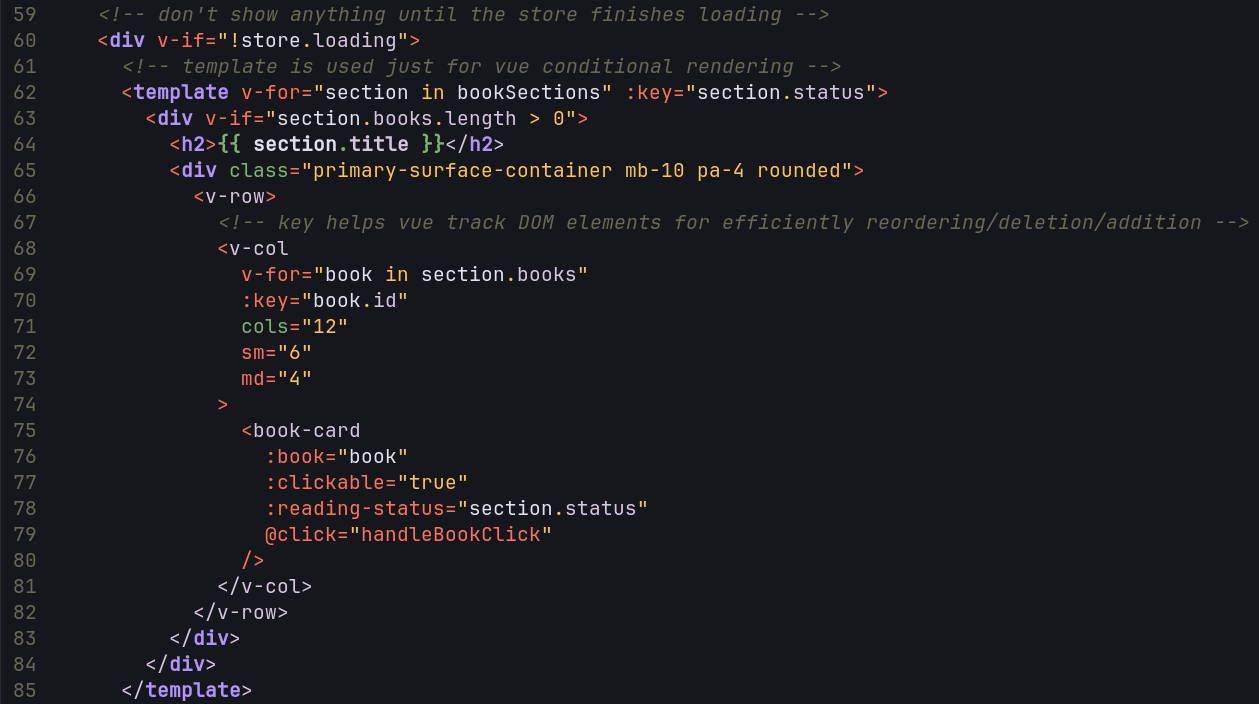 59 <!-- don't show anything until the store finishes loading -->
60 <div v-if="!store.loading">
61 <!-- template is used just for vue conditional rendering -->
62 <template v-for="section in bookSections" :key="section.status">
63 <div v-if="section.books.length > 0">
64 <h2>{{ section.title }}</h2>
65 <div class="primary-surface-container mb-10 pa-4 rounded">
66 <v-row>
67 <!-- key helps vue track DOM elements for efficiently reordering/deletion/addition -->
68 <v-col
69 v-for="book in section.books"
70 :key="book.id"
71 cols="12"
72 sm="6"
73 md="4"
74 >
75 <book-card
76 :book="book"
77 :clickable="true"
78 :reading-status="section.status"
79 @click="handleBookClick"
80 />
81 </v-col>
82 </v-row>
83 </div>
84 </div>
85 </template>